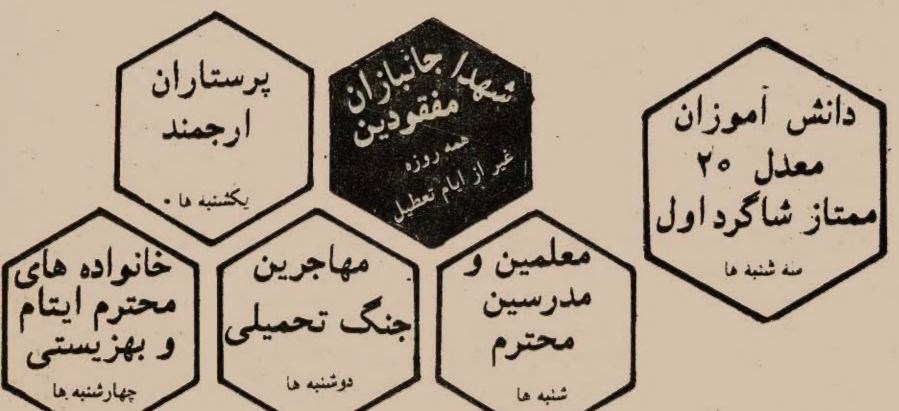 دانش آموزان
معدل ۲۰
ممتاز شاگرد اول
سه شنبه ها
شهدا جانبازان
مفقودین
همه روزه
غیر از ایام تعطیل
پرستاران
ارجمند
یکشنبه ها
معلمین و
مدرسین
محترم
شنبه ها
مهاجرین
جنگ تحمیلی
دوشنبه ها
خانواده های
محترم ایتام
و بهزیستی
چهارشنبه ها